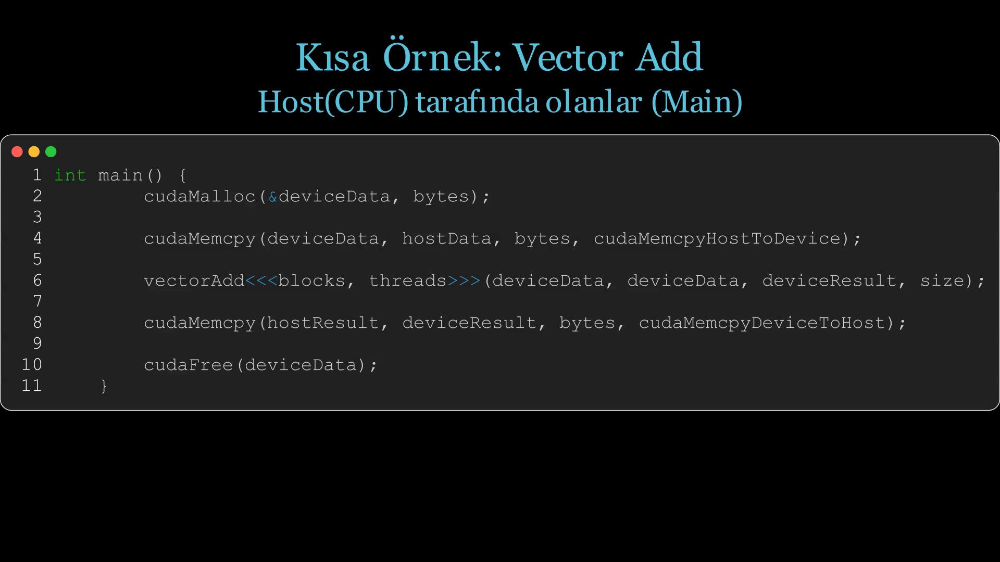 Kısa Örnek: Vector Add
Host(CPU) tarafında olanlar (Main)
1 int main() {
2 cudaMalloc(&deviceData, bytes);
3
4 cudaMemcpy(deviceData, hostData, bytes, cudaMemcpyHostToDevice);
5
6 vectorAdd<<<blocks, threads>>>(deviceData, deviceData, deviceResult, size);
7
8 cudaMemcpy(hostResult, deviceResult, bytes, cudaMemcpyDeviceToHost);
9
10 cudaFree(deviceData);
11 }